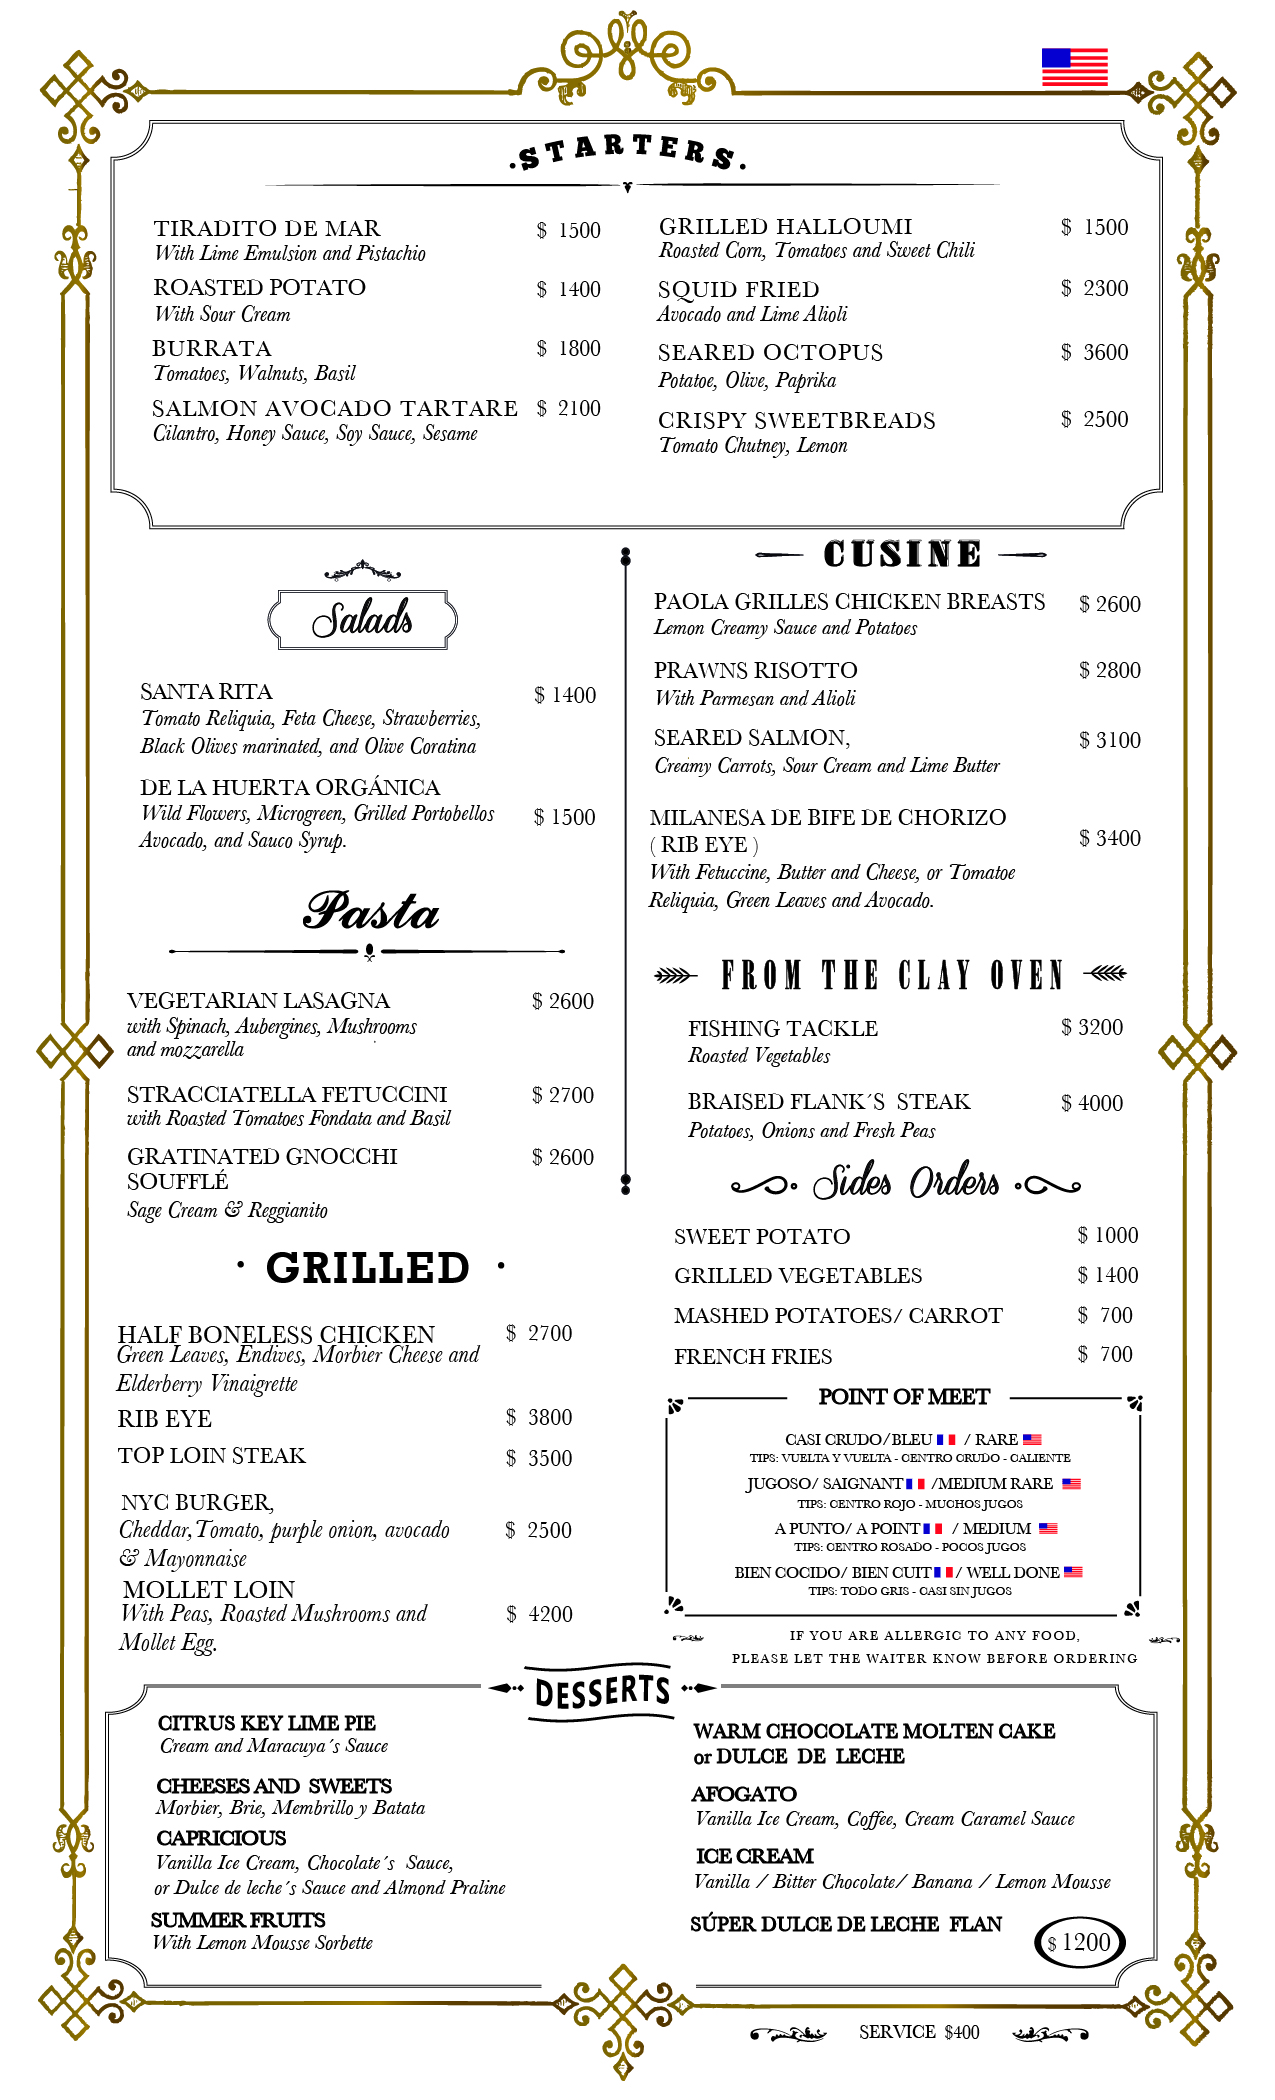 .STARTERS.
TIRADITO DE MAR $ 1500
With Lime Emulsion and Pistachio
ROASTED POTATO $ 1400
With Sour Cream
BURRATA $ 1800
Tomatoes, Walnuts, Basil
SALMON AVOCADO TARTARE $ 2100
Cilantro, Honey Sauce, Soy Sauce, Sesame
GRILLED HALLOUMI $ 1500
Roasted Corn, Tomatoes and Sweet Chili
SQUID FRIED $ 2300
Avocado and Lime Alioli
SEARED OCTOPUS $ 3600
Potatoe, Olive, Paprika
CRISPY SWEETBREADS $ 2500
Tomato Chutney, Lemon
Salads
SANTA RITA $ 1400
Tomato Reliquia, Feta Cheese, Strawberries,
Black Olives marinated, and Olive Coratina
DE LA HUERTA ORGÁNICA
Wild Flowers, Microgreen, Grilled Portobellos $ 1500
Avocado, and Sauco Syrup.
Pasta
VEGETARIAN LASAGNA $ 2600
with Spinach, Aubergines, Mushrooms
and mozzarella
STRACCIATELLA FETUCCINI $ 2700
with Roasted Tomatoes Fondata and Basil
GRATINATED GNOCCHI $ 2600
SOUFFLÉ
Sage Cream & Reggianito
· GRILLED ·
HALF BONELESS CHICKEN $ 2700
Green Leaves, Endives, Morbier Cheese and
Elderberry Vinaigrette
RIB EYE $ 3800
TOP LOIN STEAK $ 3500
NYC BURGER,
Cheddar,Tomato, purple onion, avocado $ 2500
& Mayonnaise
MOLLET LOIN
With Peas, Roasted Mushrooms and $ 4200
Mollet Egg.
CUSINE
PAOLA GRILLES CHICKEN BREASTS $ 2600
Lemon Creamy Sauce and Potatoes
PRAWNS RISOTTO $ 2800
With Parmesan and Alioli
SEARED SALMON, $ 3100
Creamy Carrots, Sour Cream and Lime Butter
MILANESA DE BIFE DE CHORIZO
( RIB EYE ) $ 3400
With Fetuccine, Butter and Cheese, or Tomatoe
Reliquia, Green Leaves and Avocado.
FROM THE CLAY OVEN
FISHING TACKLE $ 3200
Roasted Vegetables
BRAISED FLANK´S STEAK $ 4000
Potatoes, Onions and Fresh Peas
Sides Orders
SWEET POTATO $ 1000
GRILLED VEGETABLES $ 1400
MASHED POTATOES/ CARROT $ 700
FRENCH FRIES $ 700
POINT OF MEET
CASI CRUDO/BLEU / RARE
TIPS: VUELTA Y VUELTA - CENTRO CRUDO - CALIENTE
JUGOSO/ SAIGNANT /MEDIUM RARE
TIPS: CENTRO ROJO - MUCHOS JUGOS
A PUNTO/ A POINT / MEDIUM
TIPS: CENTRO ROSADO - POCOS JUGOS
BIEN COCIDO/ BIEN CUIT / WELL DONE
TIPS: TODO GRIS - CASI SIN JUGOS
IF YOU ARE ALLERGIC TO ANY FOOD,
PLEASE LET THE WAITER KNOW BEFORE ORDERING
DESSERTS
CITRUS KEY LIME PIE
Cream and Maracuya´s Sauce
CHEESES AND SWEETS
Morbier, Brie, Membrillo y Batata
CAPRICIOUS
Vanilla Ice Cream, Chocolate´s Sauce,
or Dulce de leche´s Sauce and Almond Praline
SUMMER FRUITS
With Lemon Mousse Sorbette
WARM CHOCOLATE MOLTEN CAKE
or DULCE DE LECHE
AFOGATO
Vanilla Ice Cream, Coffee, Cream Caramel Sauce
ICE CREAM
Vanilla / Bitter Chocolate/ Banana / Lemon Mousse
SÚPER DULCE DE LECHE FLAN
$ 1200
SERVICE $400